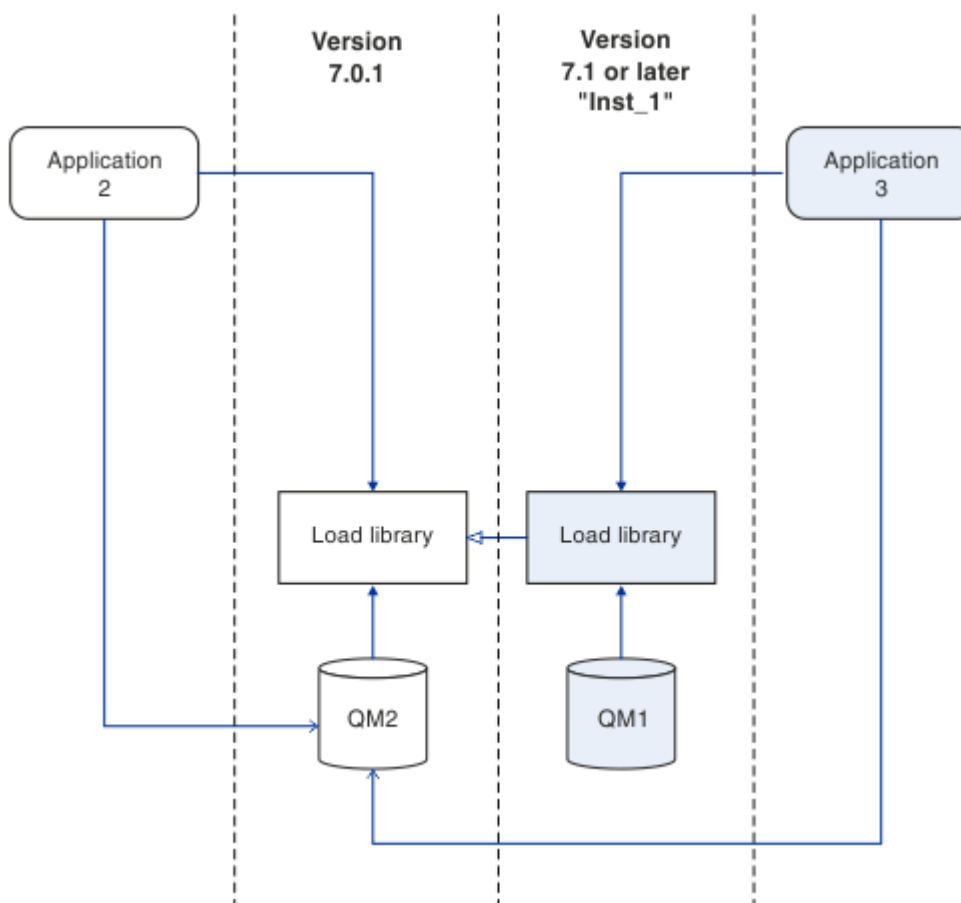 Version
7.0.1
Version
7.1 or later
"Inst_1"
Application
2
Application
3
Load library
Load library
QM2
QM1